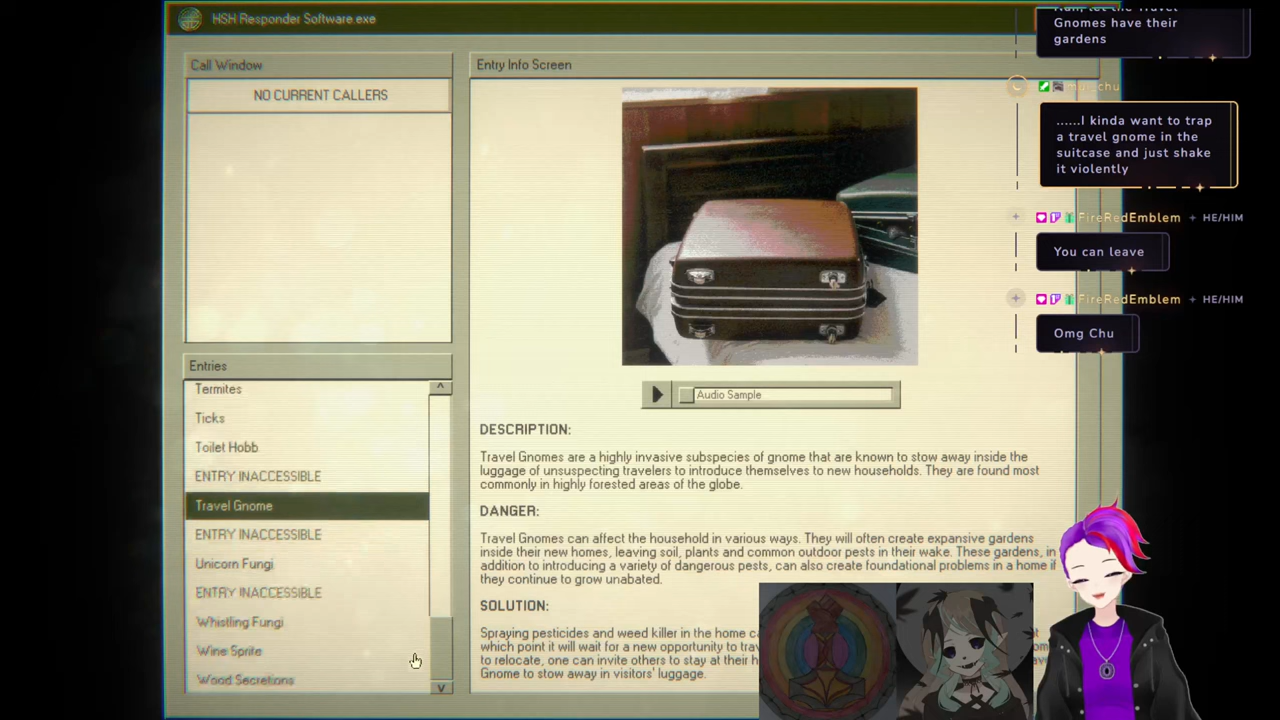 HSH Responder Software.exe
Call Window
NO CURRENT CALLERS
Entries
Termites
Ticks
Toilet Hobb
ENTRY INACCESSIBLE
Travel Gnome
ENTRY INACCESSIBLE
Unicorn Fungi
ENTRY INACCESSIBLE
Whistling Fungi
Wine Sprite
Wood Secretions
Entry Info Screen
Audio Sample
DESCRIPTION:
Travel Gnomes are a highly invasive subspecies of gnome that are known to stow away inside the
luggage of unsuspecting travelers to introduce themselves to new households. They are found most
commonly in highly forested areas of the globe.
DANGER:
Travel Gnomes can affect the household in various ways. They will often create expansive gardens
inside their new homes, leaving soil, plants and common outdoor pests in their wake. These gardens, in
addition to introducing a variety of dangerous pests, can also create foundational problems in a home if
they continue to grow unabated.
SOLUTION:
Spraying pesticides and weed killer in the home
which point it will wait for a new opportunity to
to relocate, one can invite others to stay at their
Gnome to stow away in visitors' luggage.
let the Travel
Gnomes have their
gardens
......I kinda want to trap
a travel gnome in the
suitcase and just shake
it violently
FireRedEmblem + HE/HIM
You can leave
FireRedEmblem + HE/HIM
Omg Chu